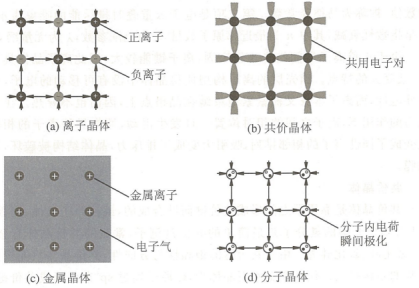 正离子
负离子
(a) 离子晶体
共用电子对
(b) 共价晶体
金属离子
电子气
(c) 金属晶体
分子内电荷
瞬间极化
(d) 分子晶体